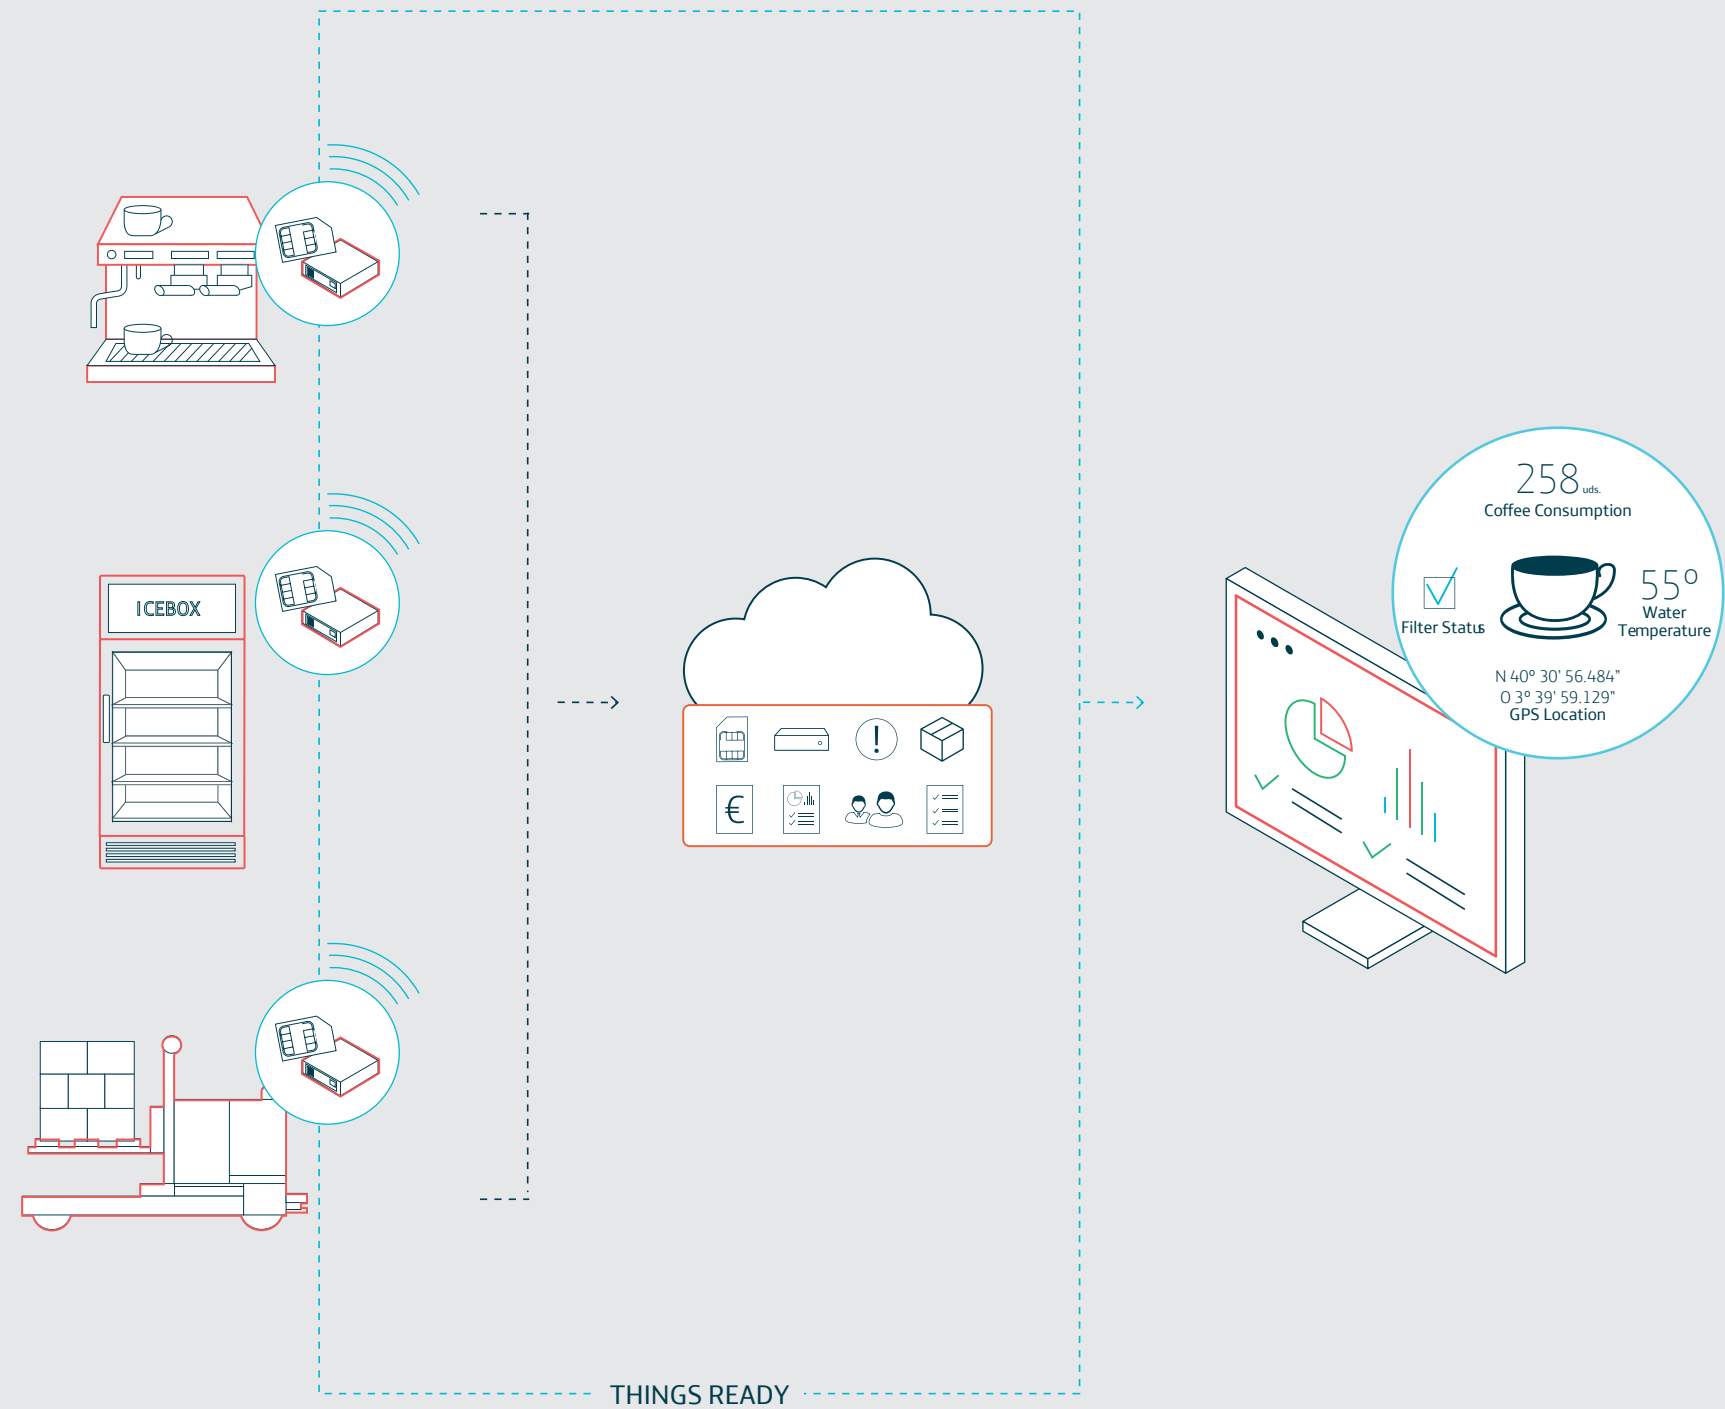 258 uds.
Coffee Consumption
ICEBOX
Filter Status
55º
Water
Temperature
N 40º 30' 56.484"
O 3º 39' 59.129"
GPS Location
!
€
THINGS READY